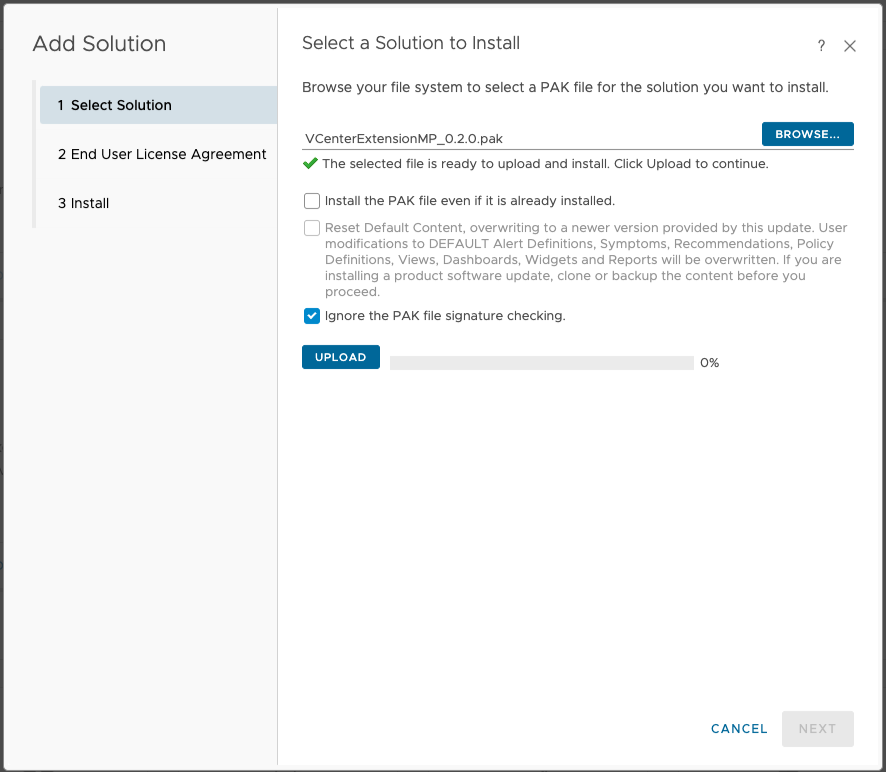 Add Solution
1 Select Solution
2 End User License Agreement
3 Install
Select a Solution to Install
?
Browse your file system to select a PAK file for the solution you want to install.
VCenterExtensionMP_0.2.0.pak
BROWSE...
The selected file is ready to upload and install. Click Upload to continue.
Install the PAK file even if it is already installed.
Reset Default Content, overwriting to a newer version provided by this update. User
modifications to DEFAULT Alert Definitions, Symptoms, Recommendations, Policy
Definitions, Views, Dashboards, Widgets and Reports will be overwritten. If you are
installing a product software update, clone or backup the content before you
proceed.
Ignore the PAK file signature checking.
UPLOAD
0%
CANCEL
NEXT